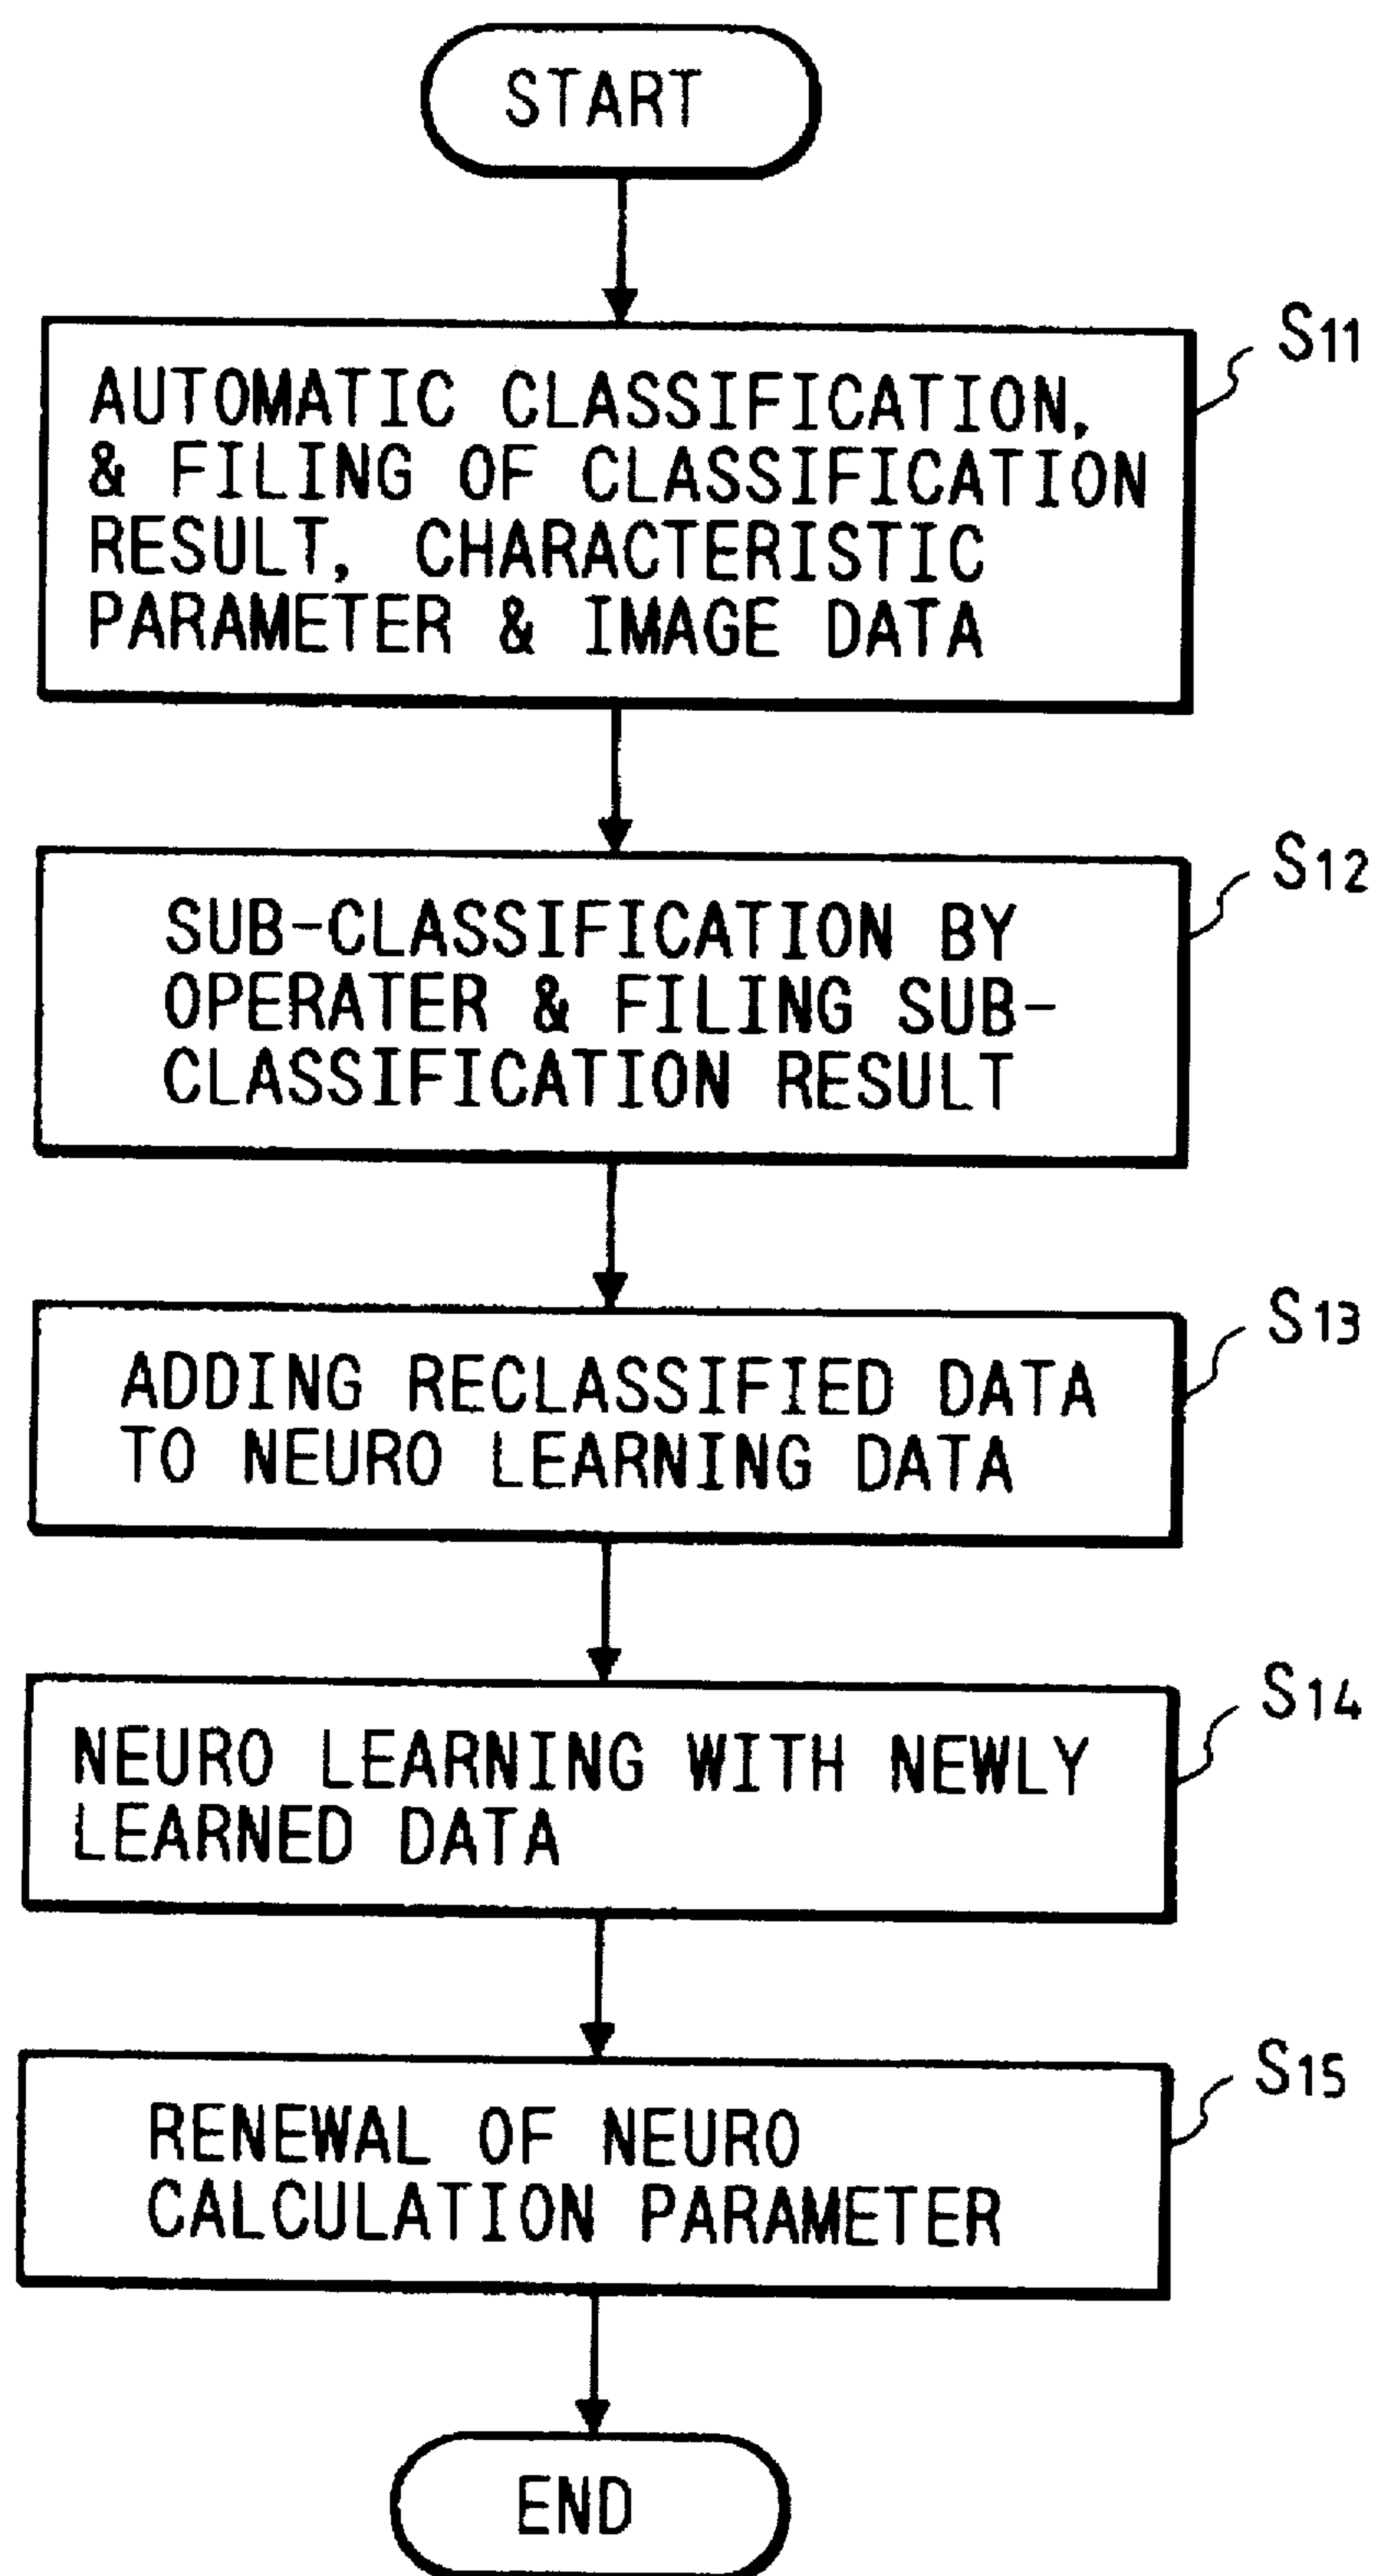 START
S11
AUTOMATIC CLASSIFICATION,
& FILING OF CLASSIFICATION
RESULT, CHARACTERISTIC
PARAMETER & IMAGE DATA
S12
SUB-CLASSIFICATION BY
OPERATER & FILING SUB-
CLASSIFICATION RESULT
S13
ADDING RECLASSIFIED DATA
TO NEURO LEARNING DATA
S14
NEURO LEARNING WITH NEWLY
LEARNED DATA
S15
RENEWAL OF NEURO
CALCULATION PARAMETER
END